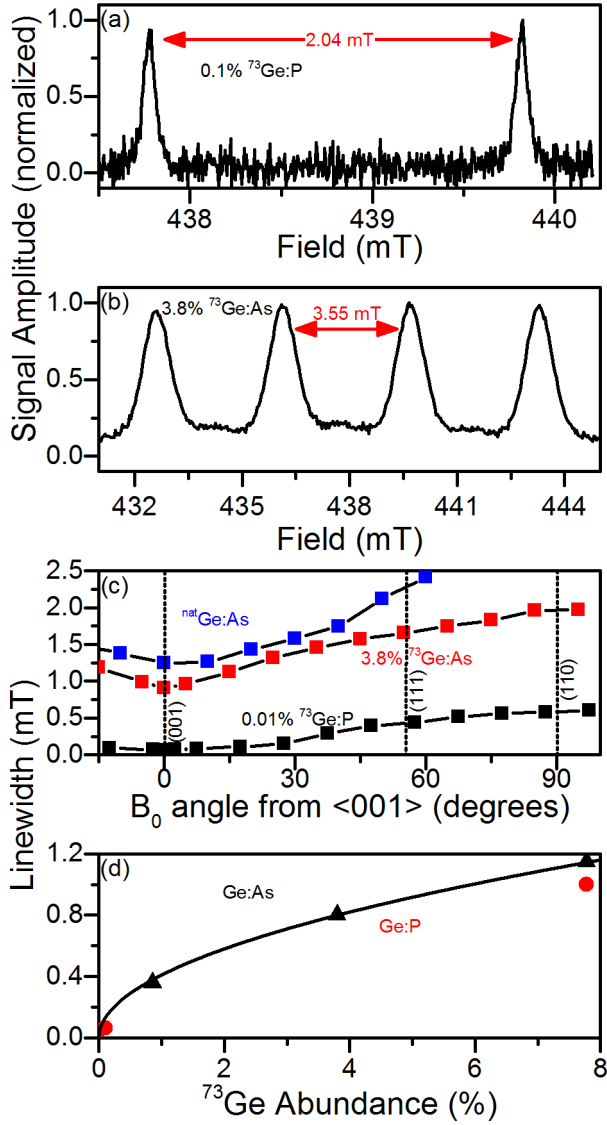 Signal Amplitude (normalized)
(a)
2.04 mT
0.1% ⁷³Ge:P
1.0
0.5
0.0
438 439 440
Field (mT)
(b)
3.8% ⁷³Ge:As
3.55 mT
1.0
0.5
0.0
432 435 438 441 444
Field (mT)
Linewidth (mT)
(c)
2.5
2.0
1.5
1.0
0.5
0.0
ⁿᵃᵗGe:As
3.8% ⁷³Ge:As
0.01% ⁷³Ge:P
(001)
(111)
(110)
0 30 60 90
B₀ angle from <001> (degrees)
(d)
1.2
0.8
0.4
0.0
Ge:As
Ge:P
0 2 4 6 8
⁷³Ge Abundance (%)